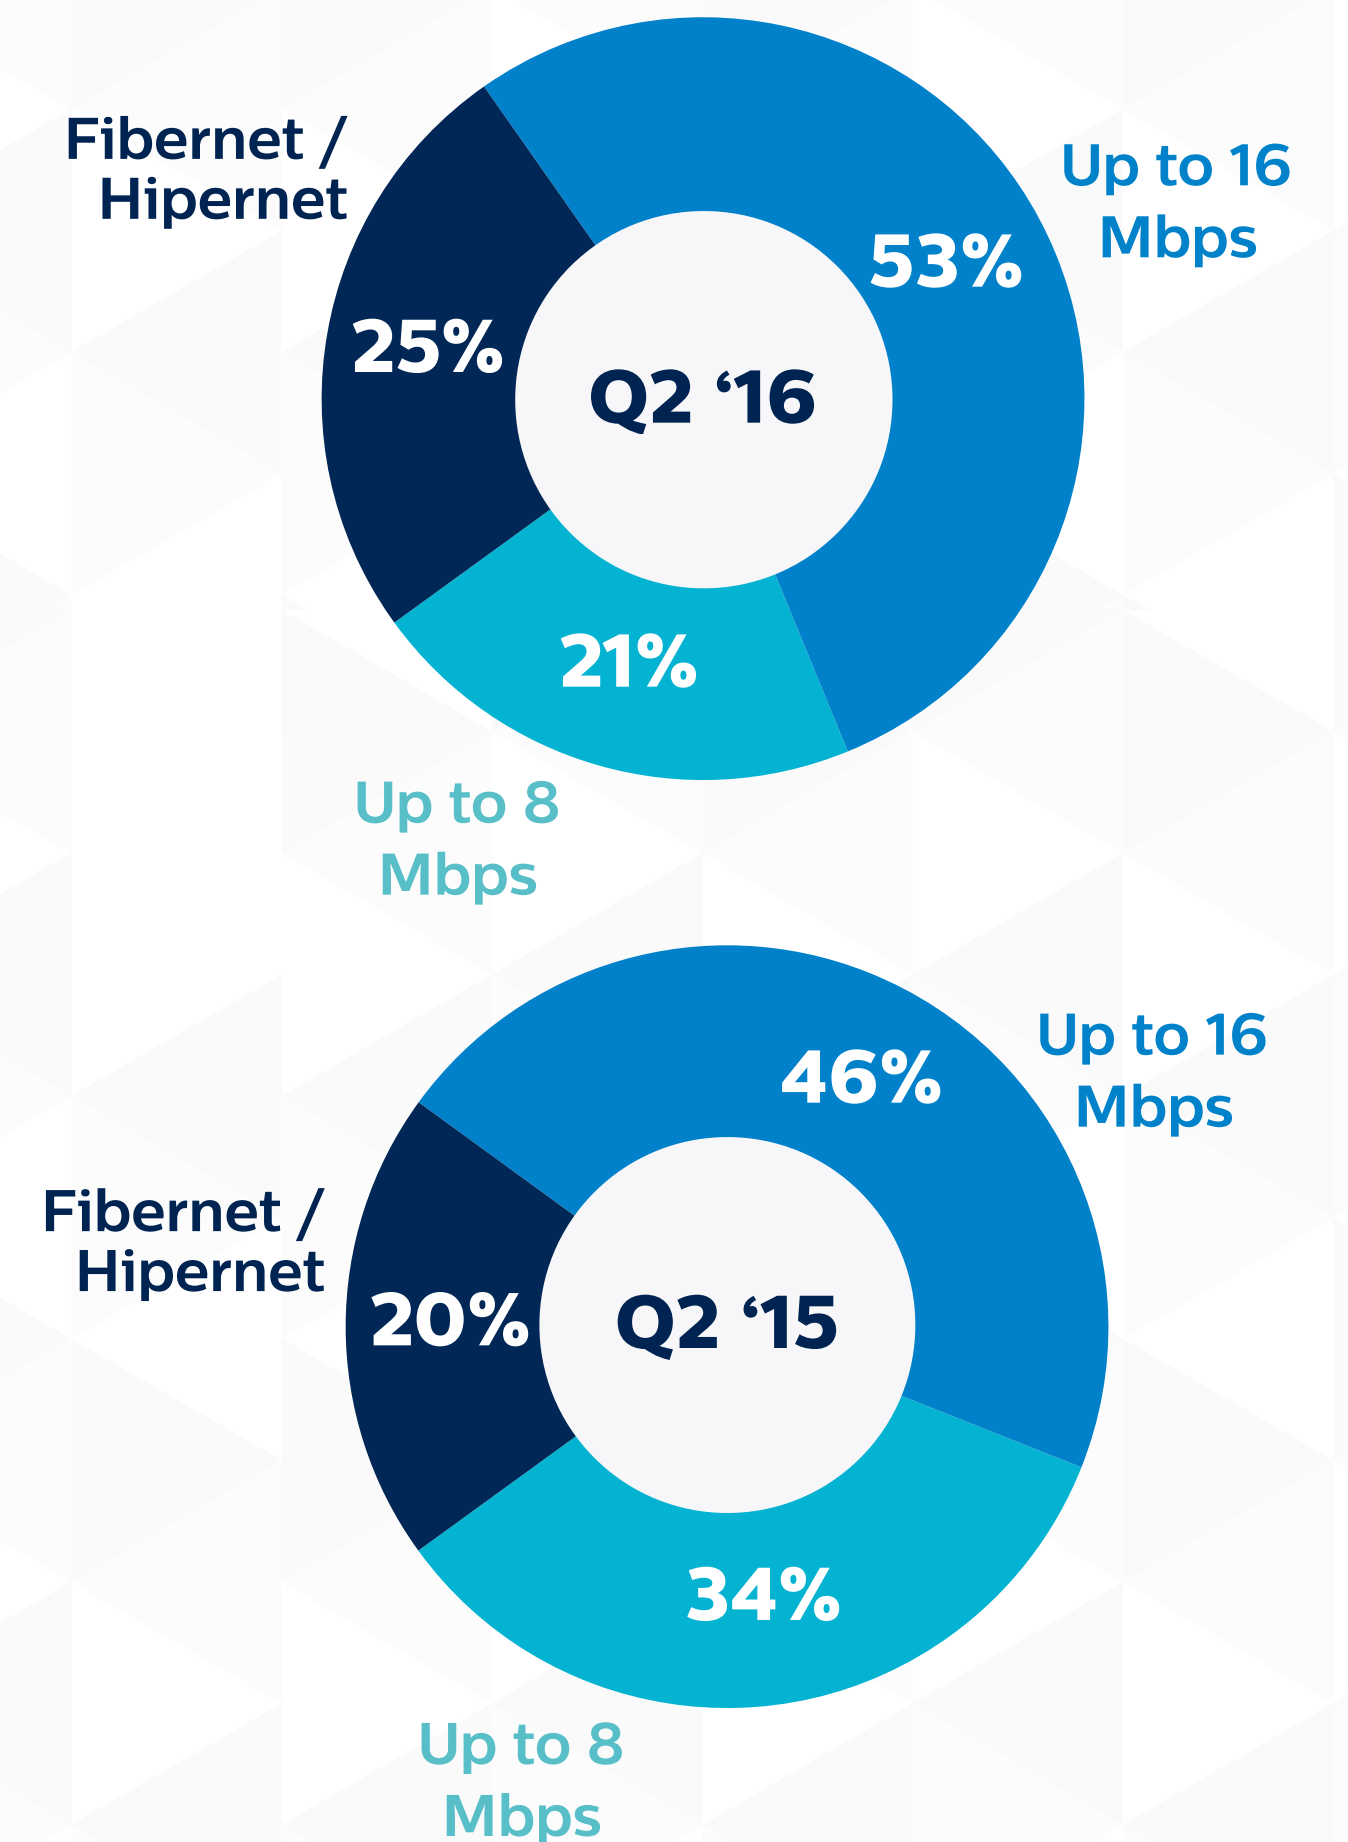 Fibernet /
Hipernet
Up to 16
Mbps
53%
25%
Q2 ‘16
21%
Up to 8
Mbps
46%
Up to 16
Mbps
Fibernet /
Hipernet
20%
Q2 ‘15
34%
Up to 8
Mbps